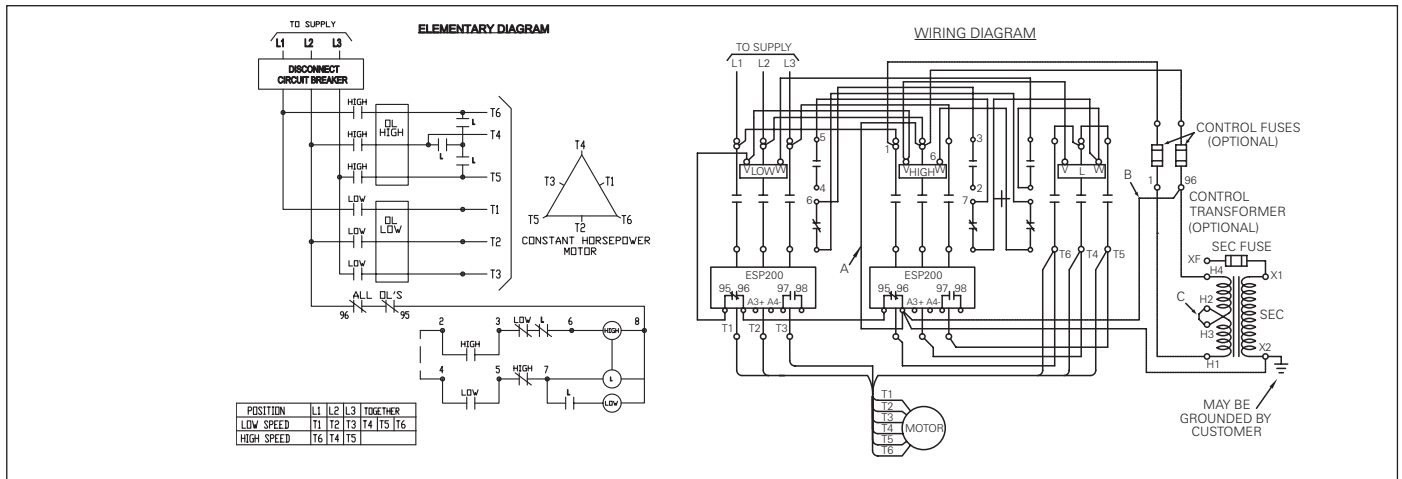 ELEMENTARY DIAGRAM
TO SUPPLY
L1 L2 L3
DISCONNECT
CIRCUIT BREAKER
HIGH
OL
HIGH
T6
L
HIGH
T4
L
L
HIGH
T5
LOW
OL
LOW
T1
LOW
T2
LOW
T3
T4
T3 T1
T5 T2 T6
CONSTANT HORSEPOWER
MOTOR
ALL OL'S
96 95
2 3 LOW L 6 HIGH 8
HIGH
4 5 HIGH 7 L
LOW L LOW
POSITION L1 L2 L3 TOGETHER
LOW SPEED T1 T2 T3 T4 T5 T6
HIGH SPEED T6 T4 T5
WIRING DIAGRAM
TO SUPPLY
L1 L2 L3
5 1 3
V LOW W
V HIGH W
6
V L W
4
6
2
7
A
B
CONTROL FUSES
(OPTIONAL)
1 96
CONTROL
TRANSFORMER
(OPTIONAL)
SEC FUSE
XF
X1
H4
H2
C
H3
SEC
H1
X2
T6 T4 T5
ESP200
95 96 97 98
A3+ A4-
ESP200
95 96 97 98
A3+ A4-
T1 T2 T3
T1
T2
T3
T4
T5
T6
MOTOR
MAY BE
GROUNDED BY
CUSTOMER